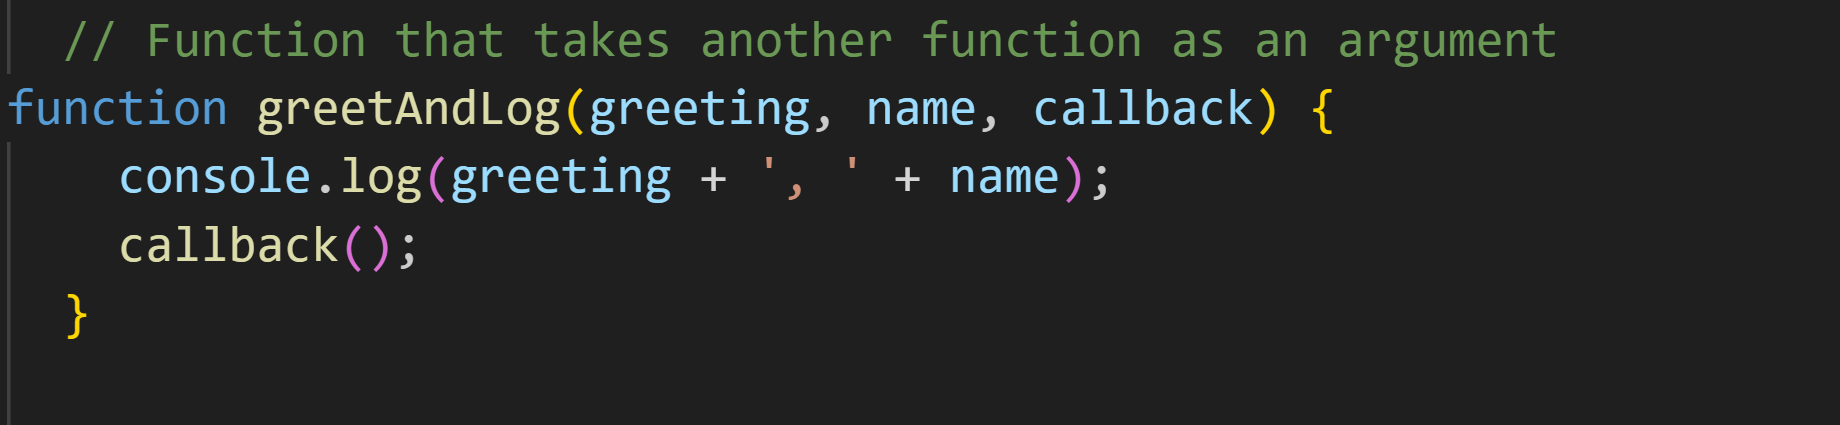 // Function that takes another function as an argument
function greetAndLog(greeting, name, callback) {
console.log(greeting + ', ' + name);
callback();
}